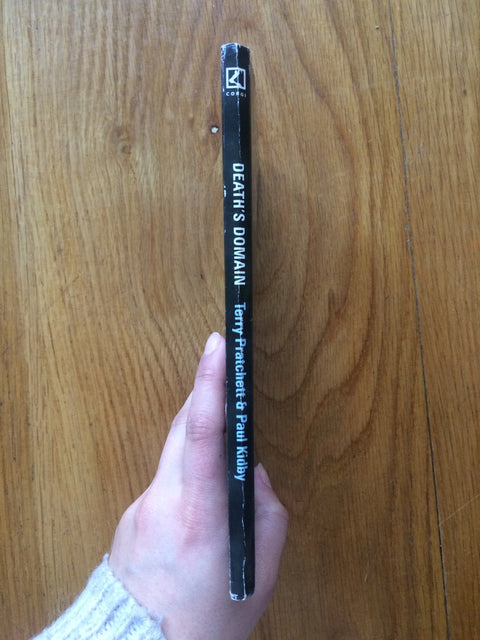 CORGI
DEATH'S DOMAIN
Terry Pratchett & Paul Kidby